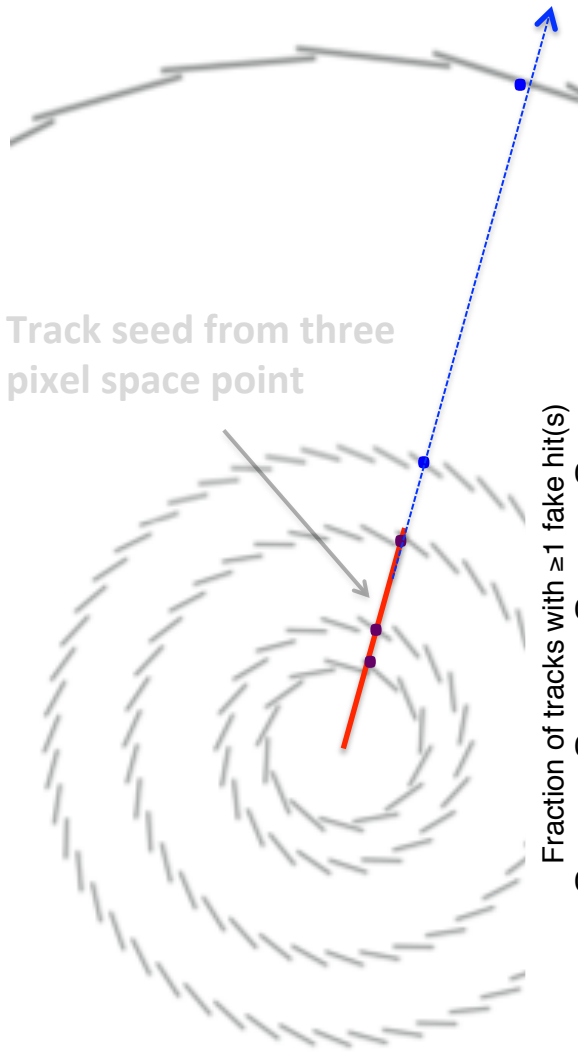 Track seed from three
pixel space point
Fraction of tracks with ≥1 fake hit(s)